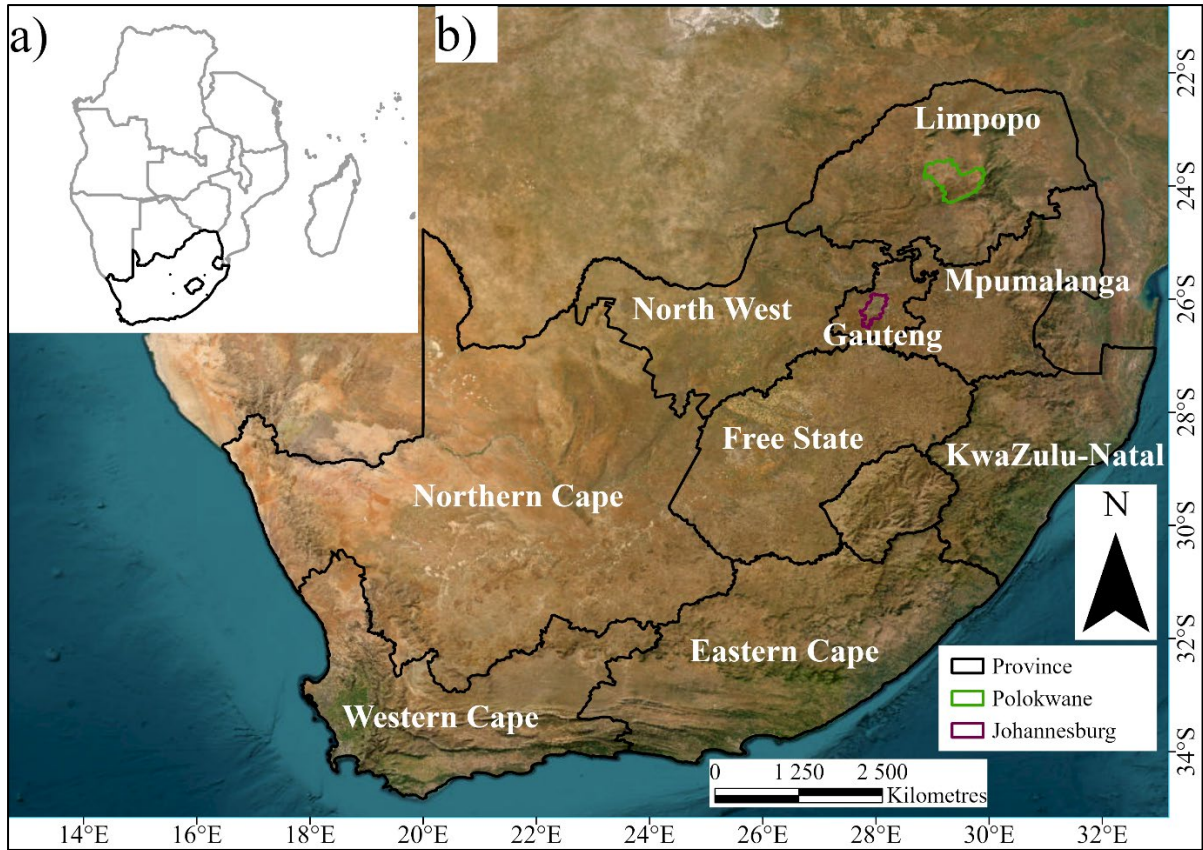 a)
b)
Limpopo
Mpumalanga
North West
Gauteng
Free State
KwaZulu-Natal
Northern Cape
Eastern Cape
Western Cape
N
Province
Polokwane
Johannesburg
0 1 250 2 500
Kilometres
22°S
24°S
26°S
28°S
30°S
32°S
34°S
14°E 16°E 18°E 20°E 22°E 24°E 26°E 28°E 30°E 32°E